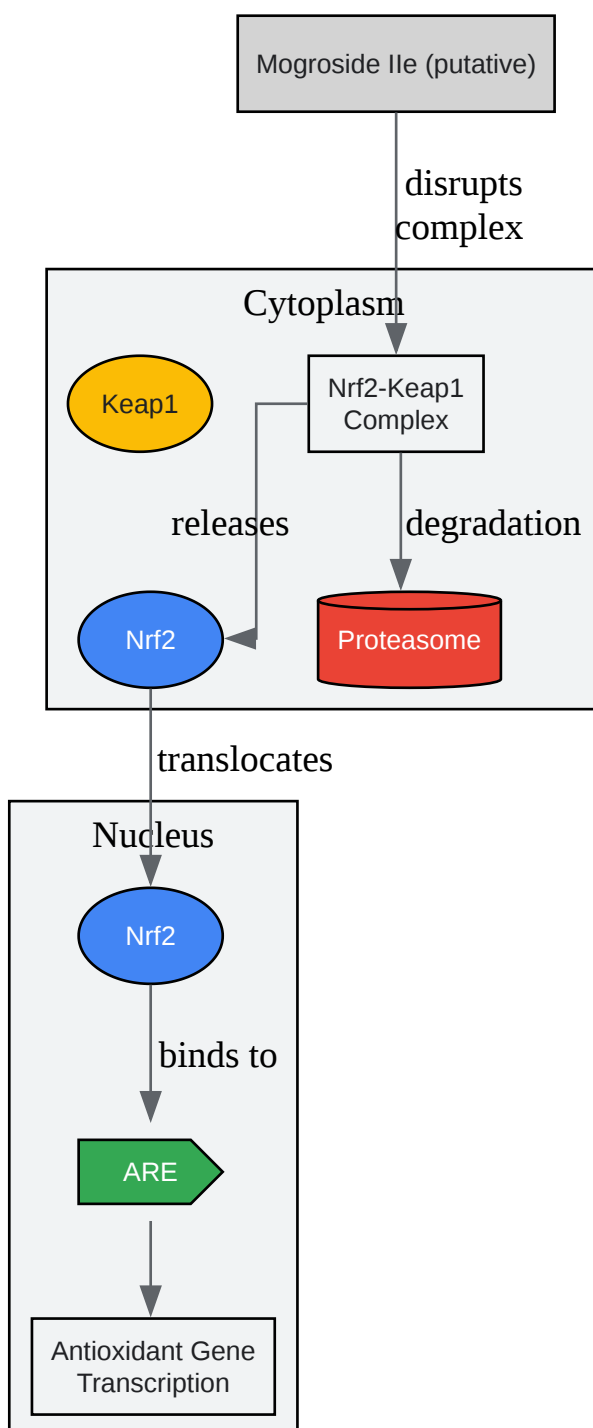 Mogroside IIe (putative)
disrupts
complex
Cytoplasm
Keap1
Nrf2-Keap1
Complex
releases
degradation
Nrf2
Proteasome
translocates
Nucleus
Nrf2
binds to
ARE
Antioxidant Gene
Transcription